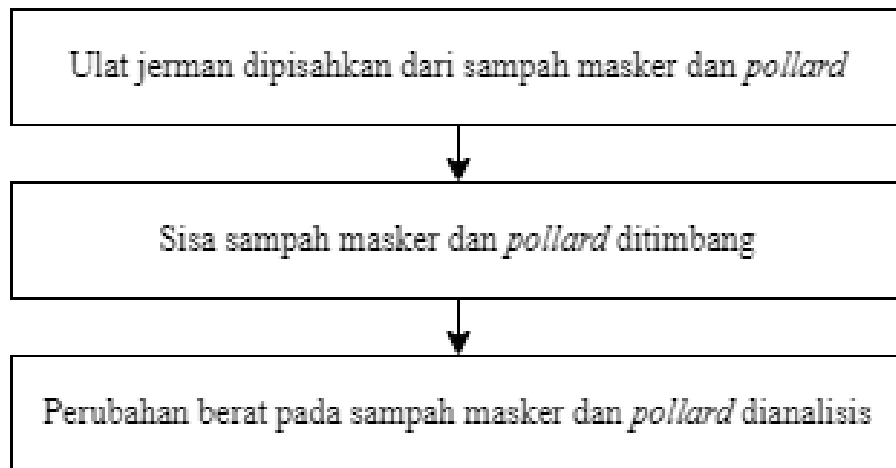 Ulat jerman dipisahkan dari sampah masker dan pollard
Sisa sampah masker dan pollard ditimbang
Perubahan berat pada sampah masker dan pollard dianalisis